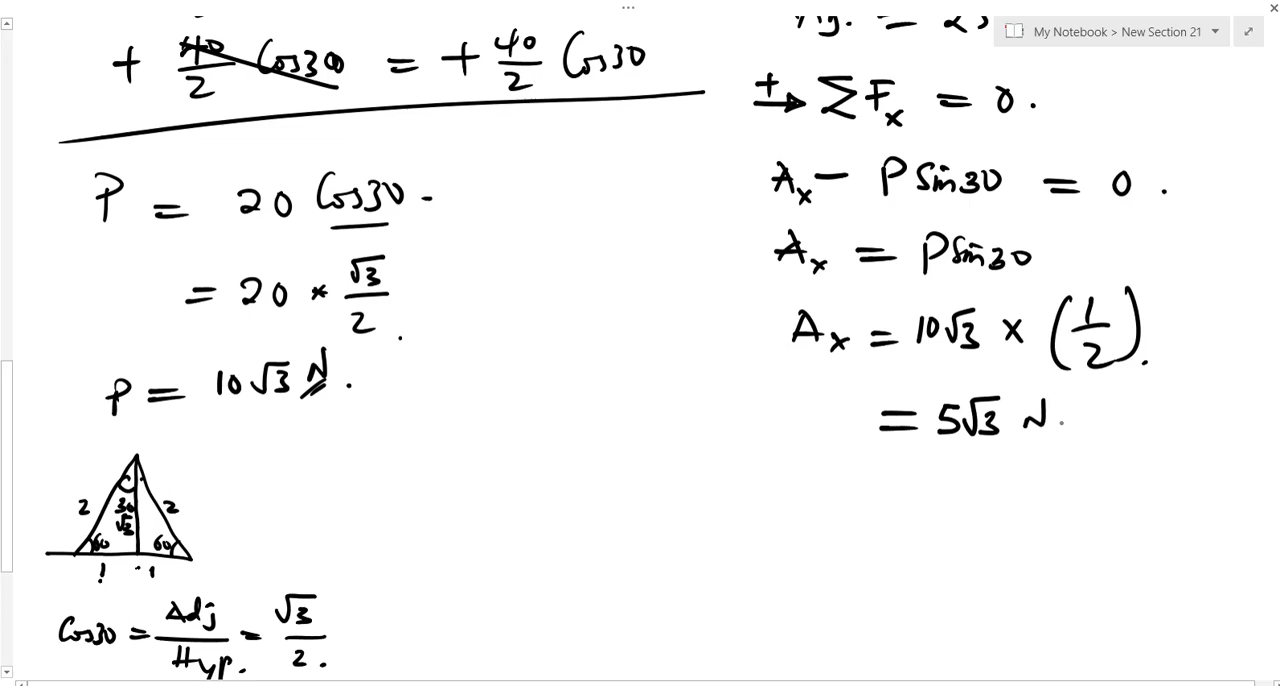 + 40/2 Cos30 = + 40/2 Cos30
P = 20 Cos30.
= 20 * √3/2.
P = 10√3 N.
2 30 √3 2
60 60
1 1
Cos30 = Adj/Hyp. = √3/2.
My Notebook > New Section 21
+→ ΣFx = 0.
Ax − P Sin30 = 0.
Ax = P Sin30
Ax = 10√3 × (1/2).
= 5√3 N.